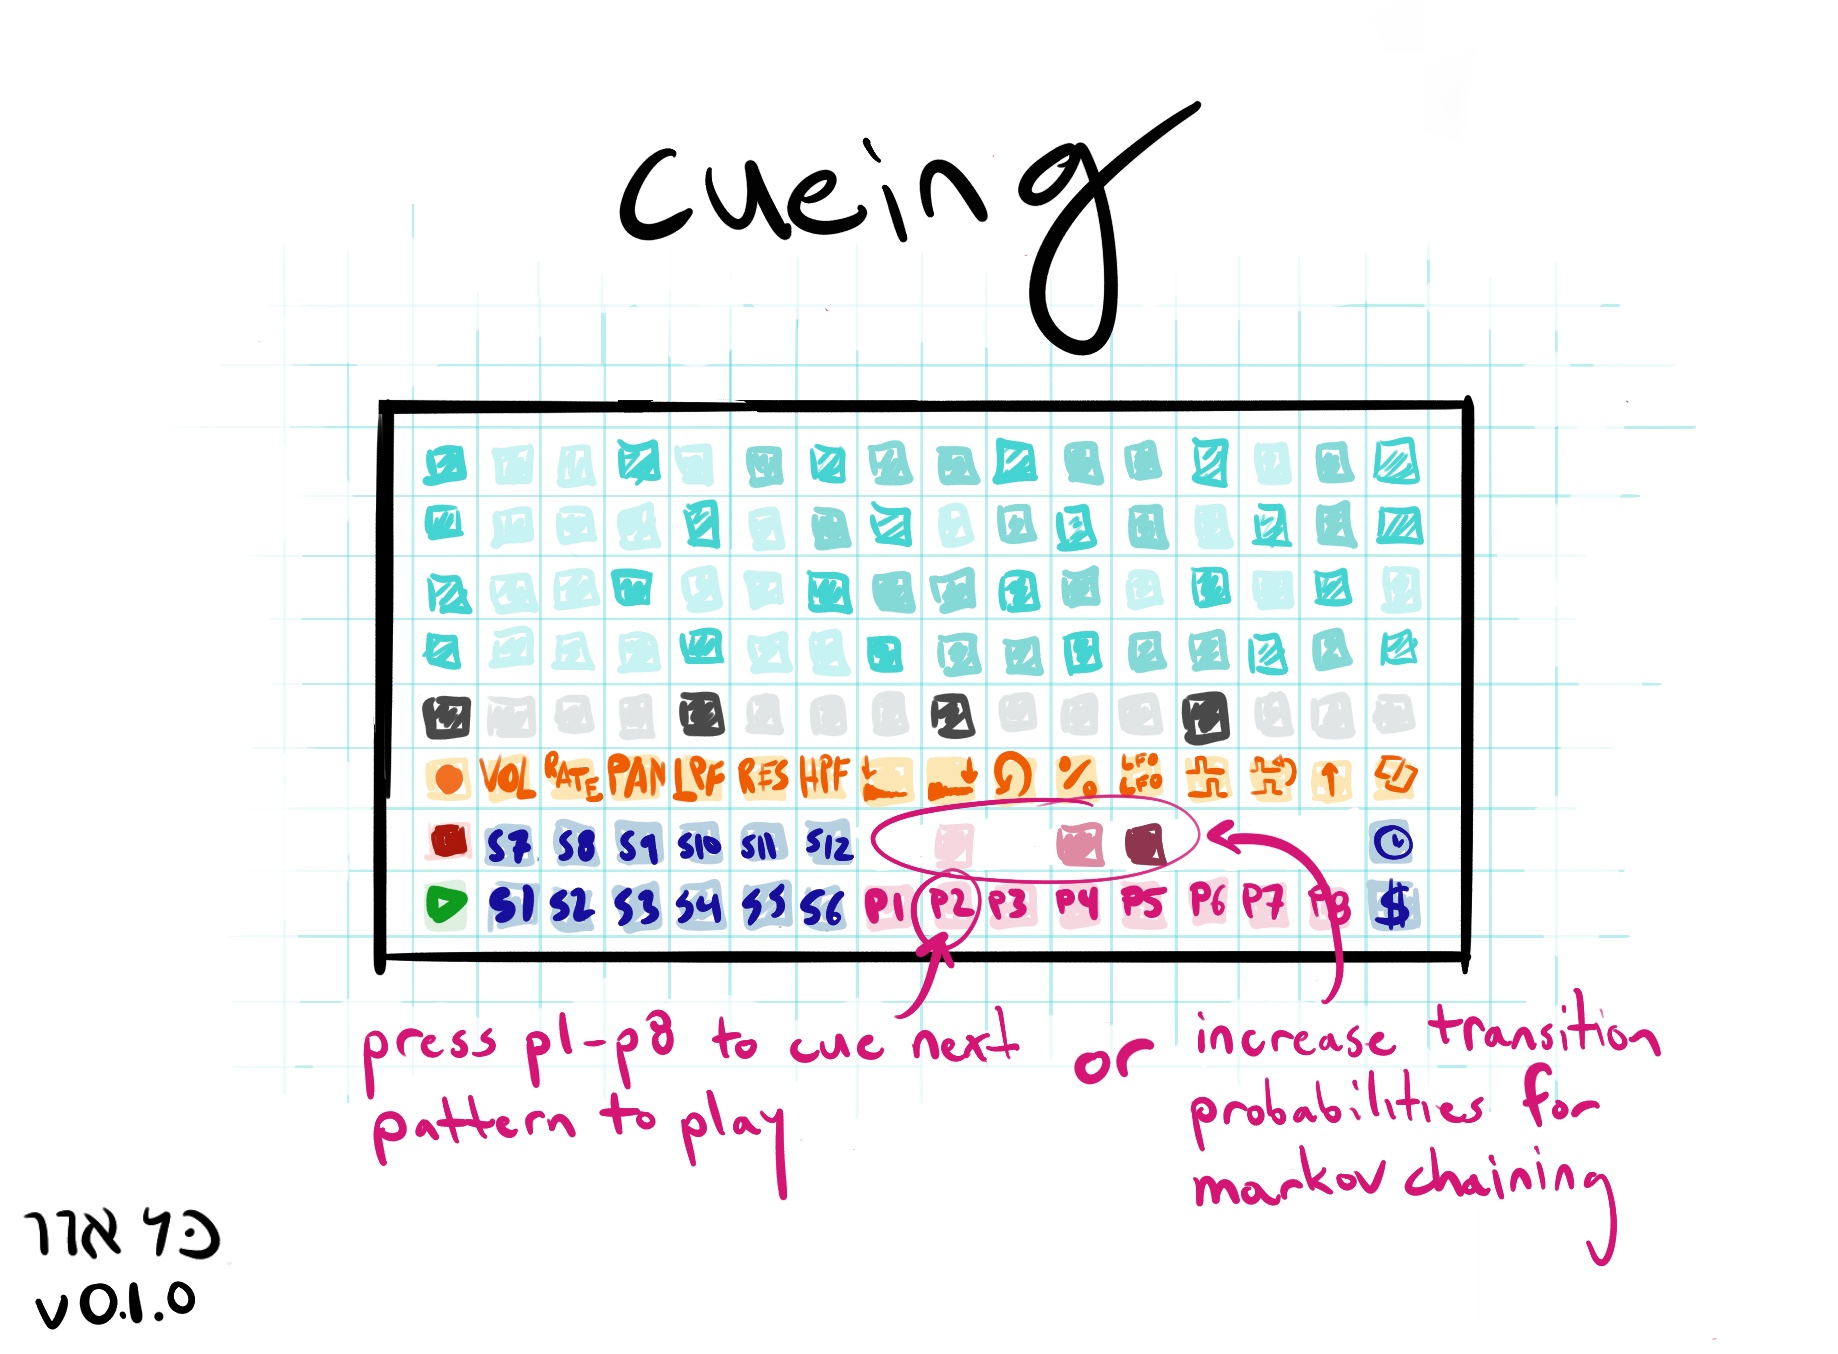 cueing
VOL RATE PAN LPF RES HPF % LFO LFO
S7 S8 S9 S10 S11 S12
S1 S2 S3 S4 S5 S6 P1 P2 P3 P4 P5 P6 P7 P8 $
press p1-p8 to cue next
pattern to play
or
increase transition
probabilities for
markov chaining
כּל אור
v0.1.0